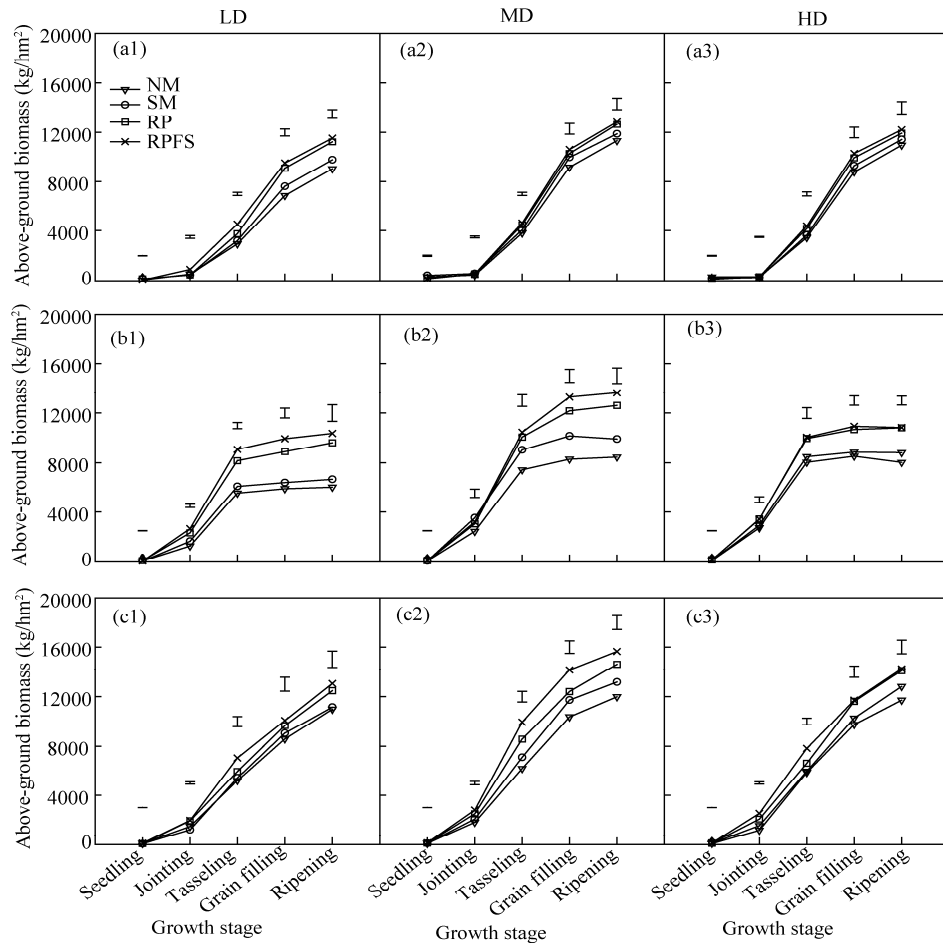 LD MD HD
20000 (a1) (a2) (a3)
16000
12000
8000
4000
0
Above-ground biomass (kg/hm²)
NM
SM
RP
RPFS
20000 (b1) (b2) (b3)
16000
12000
8000
4000
0
Above-ground biomass (kg/hm²)
20000 (c1) (c2) (c3)
16000
12000
8000
4000
0
Above-ground biomass (kg/hm²)
Seedling Jointing Tasseling Grain filling Ripening
Seedling Jointing Tasseling Grain filling Ripening
Seedling Jointing Tasseling Grain filling Ripening
Growth stage Growth stage Growth stage